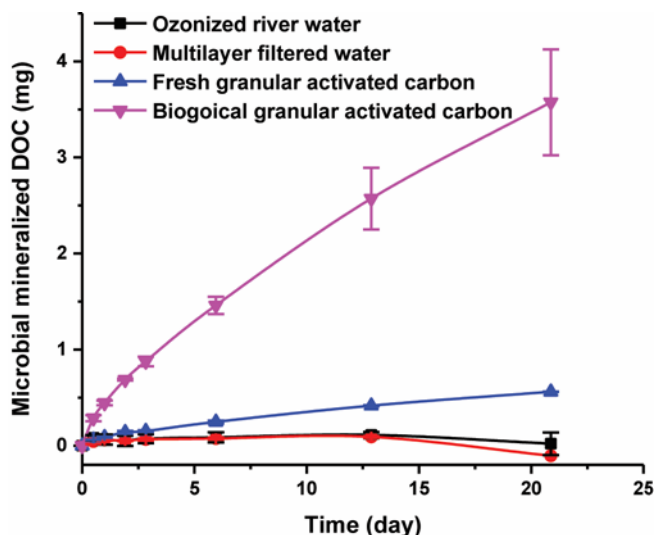 Ozonized river water
Multilayer filtered water
Fresh granular activated carbon
Biogoical granular activated carbon
Microbial mineralized DOC (mg)
4
3
2
1
0
0 5 10 15 20 25
Time (day)